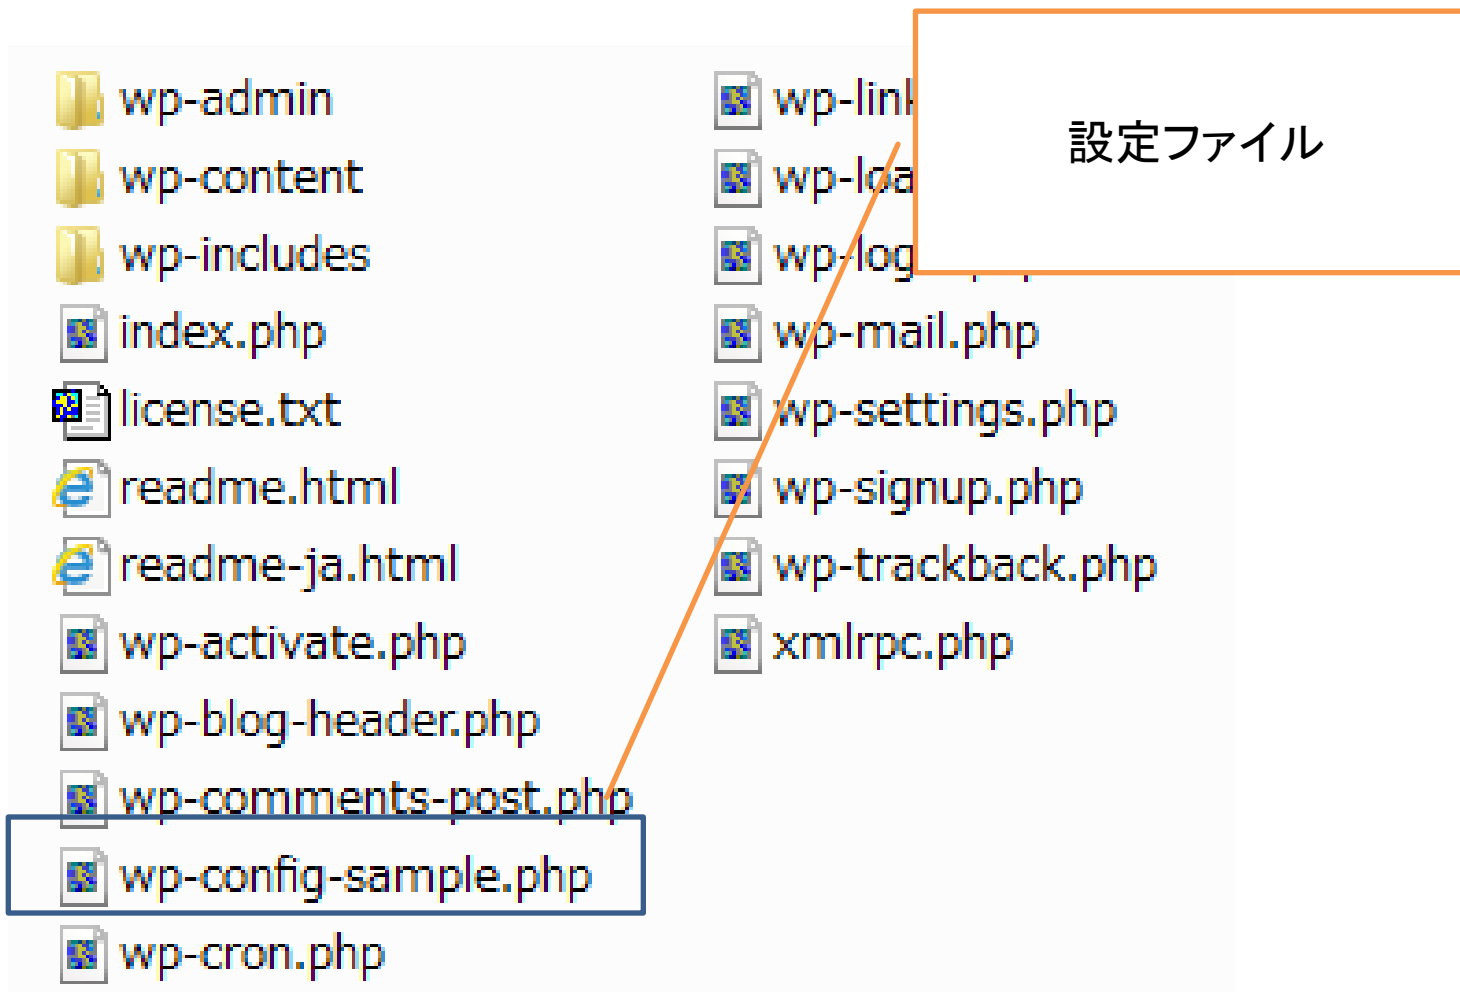 wp-admin
wp-content
wp-includes
index.php
license.txt
readme.html
readme-ja.html
wp-activate.php
wp-blog-header.php
wp-comments-post.php
wp-config-sample.php
wp-cron.php
設定ファイル
wp-mail.php
wp-settings.php
wp-signup.php
wp-trackback.php
xmlrpc.php